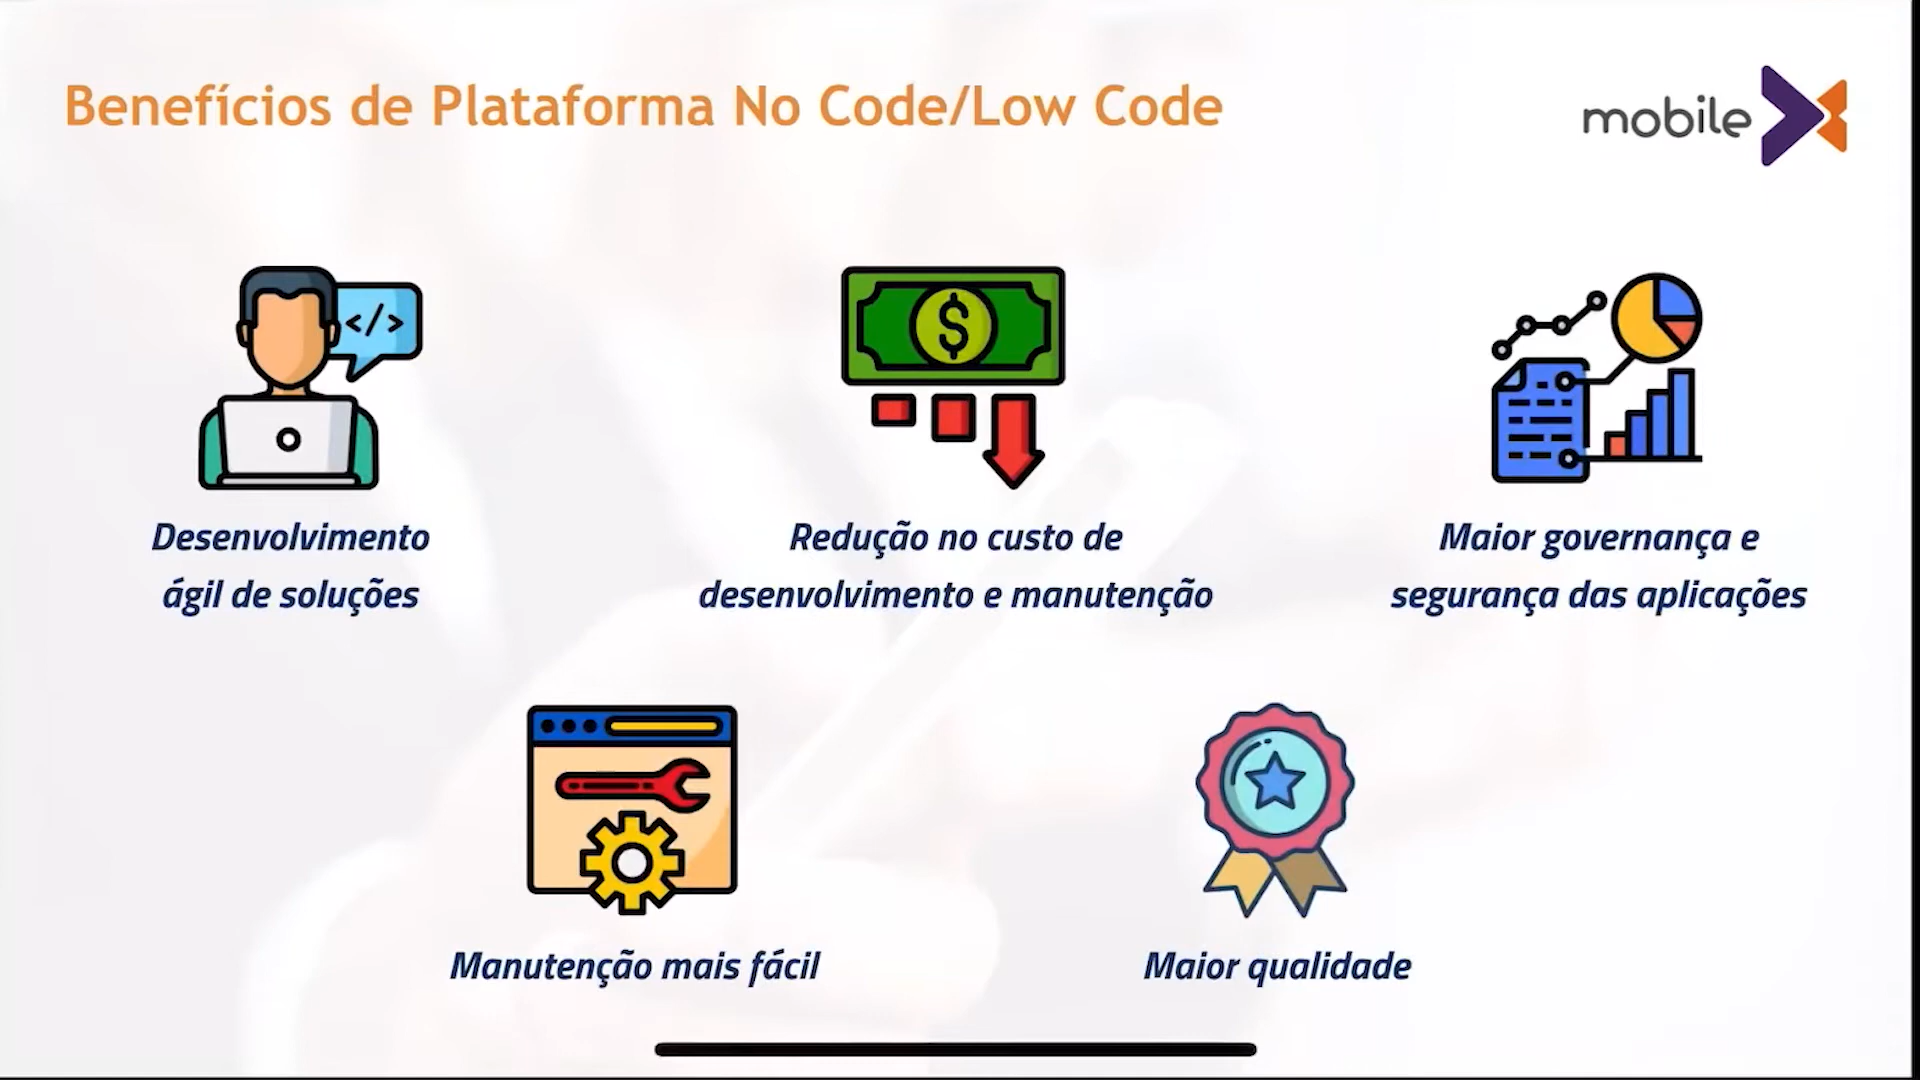 Benefícios de Plataforma No Code/Low Code
mobile
</>
$
Desenvolvimento
ágil de soluções
Redução no custo de
desenvolvimento e manutenção
Maior governança e
segurança das aplicações
Manutenção mais fácil
Maior qualidade